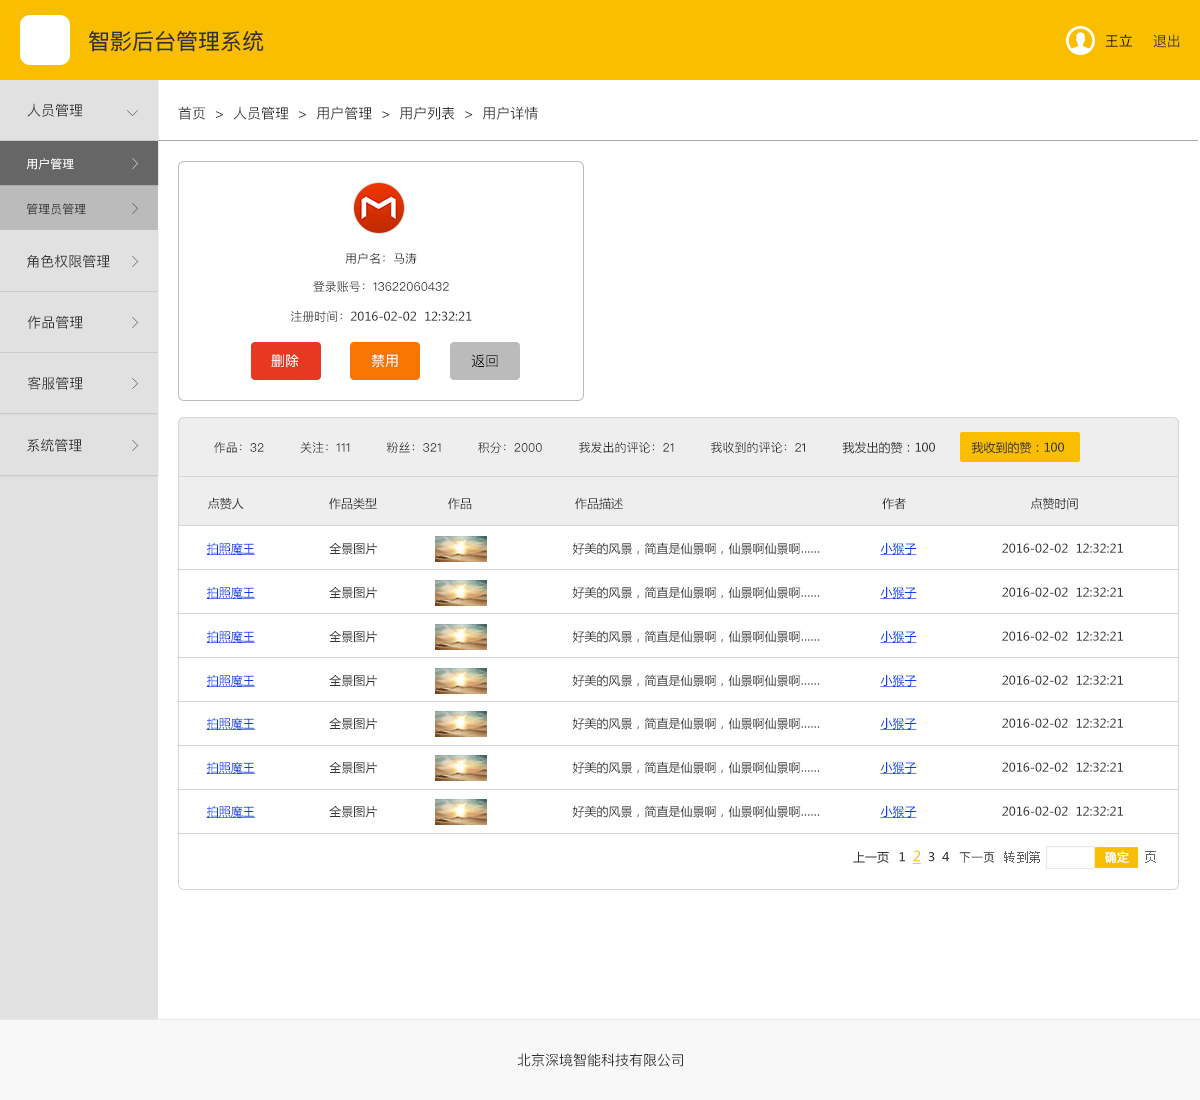 智影后台管理系统
王立 退出
人员管理
用户管理
管理员管理
角色权限管理
作品管理
客服管理
系统管理
首页 > 人员管理 > 用户管理 > 用户列表 > 用户详情
用户名：马涛
登录账号：13622060432
注册时间：2016-02-02 12:32:21
删除 禁用 返回
作品：32 关注：111 粉丝：321 积分：2000 我发出的评论：21 我收到的评论：21 我发出的赞：100 我收到的赞：100
点赞人 作品类型 作品 作品描述 作者 点赞时间
拍照魔王 全景图片 好美的风景，简直是仙景啊，仙景啊仙景啊...... 小猴子 2016-02-02 12:32:21
拍照魔王 全景图片 好美的风景，简直是仙景啊，仙景啊仙景啊...... 小猴子 2016-02-02 12:32:21
拍照魔王 全景图片 好美的风景，简直是仙景啊，仙景啊仙景啊...... 小猴子 2016-02-02 12:32:21
拍照魔王 全景图片 好美的风景，简直是仙景啊，仙景啊仙景啊...... 小猴子 2016-02-02 12:32:21
拍照魔王 全景图片 好美的风景，简直是仙景啊，仙景啊仙景啊...... 小猴子 2016-02-02 12:32:21
拍照魔王 全景图片 好美的风景，简直是仙景啊，仙景啊仙景啊...... 小猴子 2016-02-02 12:32:21
拍照魔王 全景图片 好美的风景，简直是仙景啊，仙景啊仙景啊...... 小猴子 2016-02-02 12:32:21
上一页 1 2 3 4 下一页 转到第 确定 页
北京深境智能科技有限公司